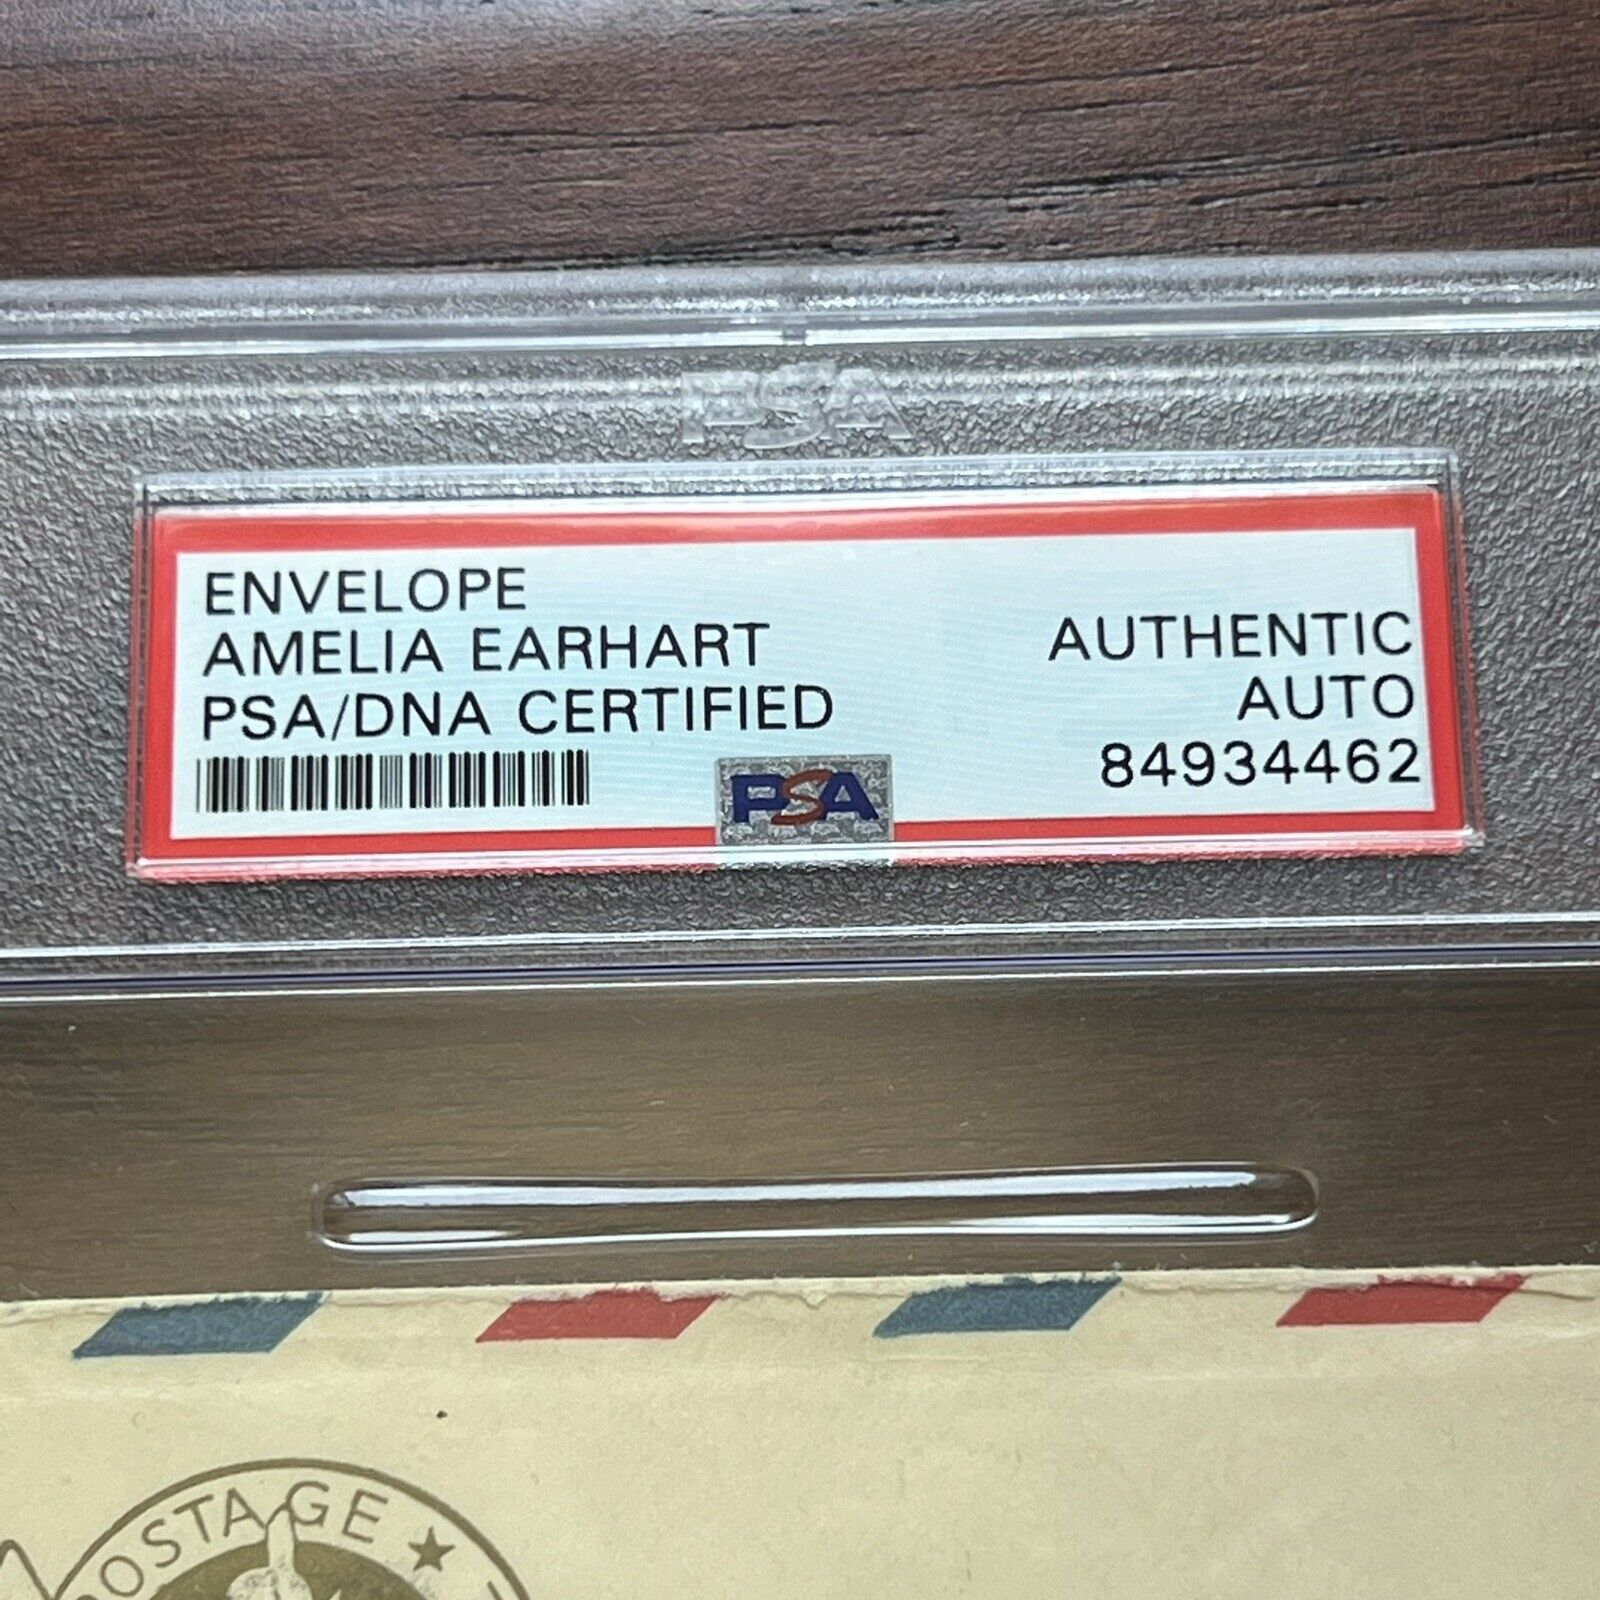 PSA
ENVELOPE
AMELIA EARHART
PSA/DNA CERTIFIED
AUTHENTIC
AUTO
84934462
PSA
POSTAGE ★